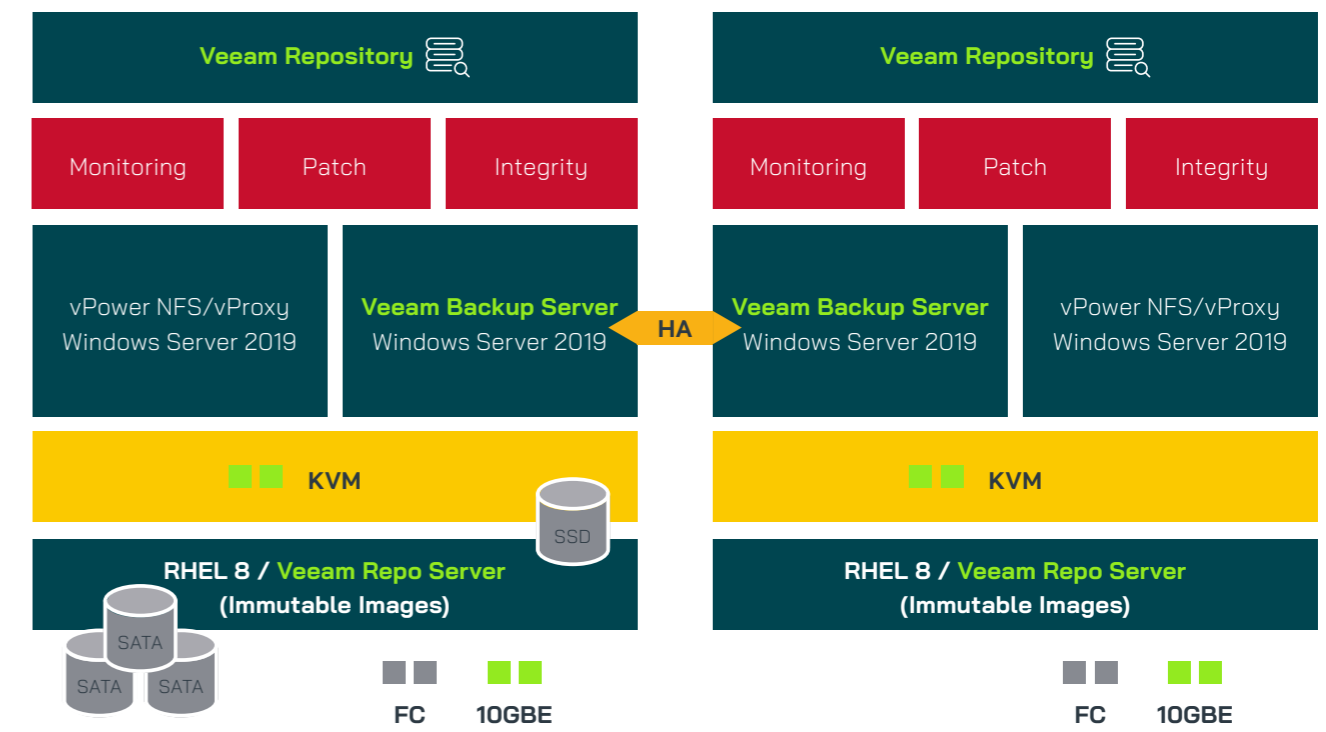 Veeam Repository
Monitoring
Patch
Integrity
vPower NFS/vProxy
Windows Server 2019
Veeam Backup Server
Windows Server 2019
KVM
SSD
RHEL 8 / Veeam Repo Server
(Immutable Images)
SATA
SATA
SATA
FC
10GBE
HA
Veeam Repository
Monitoring
Patch
Integrity
Veeam Backup Server
Windows Server 2019
vPower NFS/vProxy
Windows Server 2019
KVM
RHEL 8 / Veeam Repo Server
(Immutable Images)
FC
10GBE